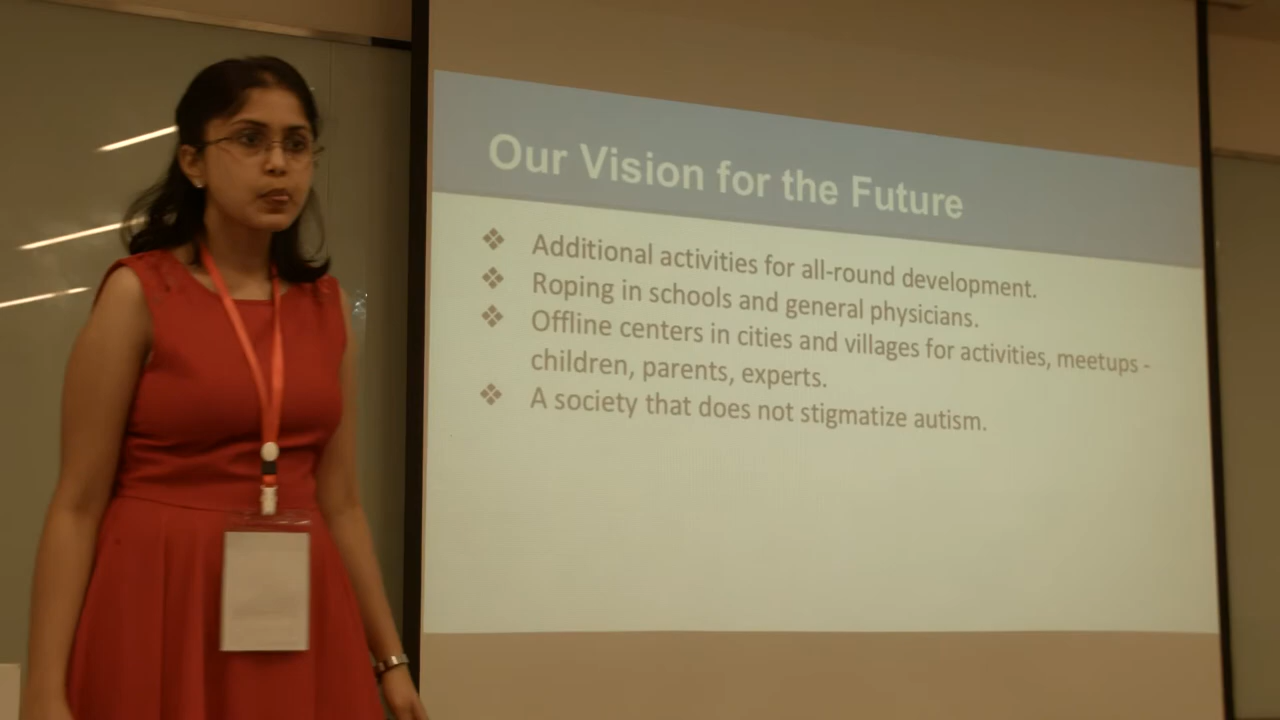 Our Vision for the Future
Additional activities for all-round development.
Roping in schools and general physicians.
Offline centers in cities and villages for activities, meetups -
children, parents, experts.
A society that does not stigmatize autism.